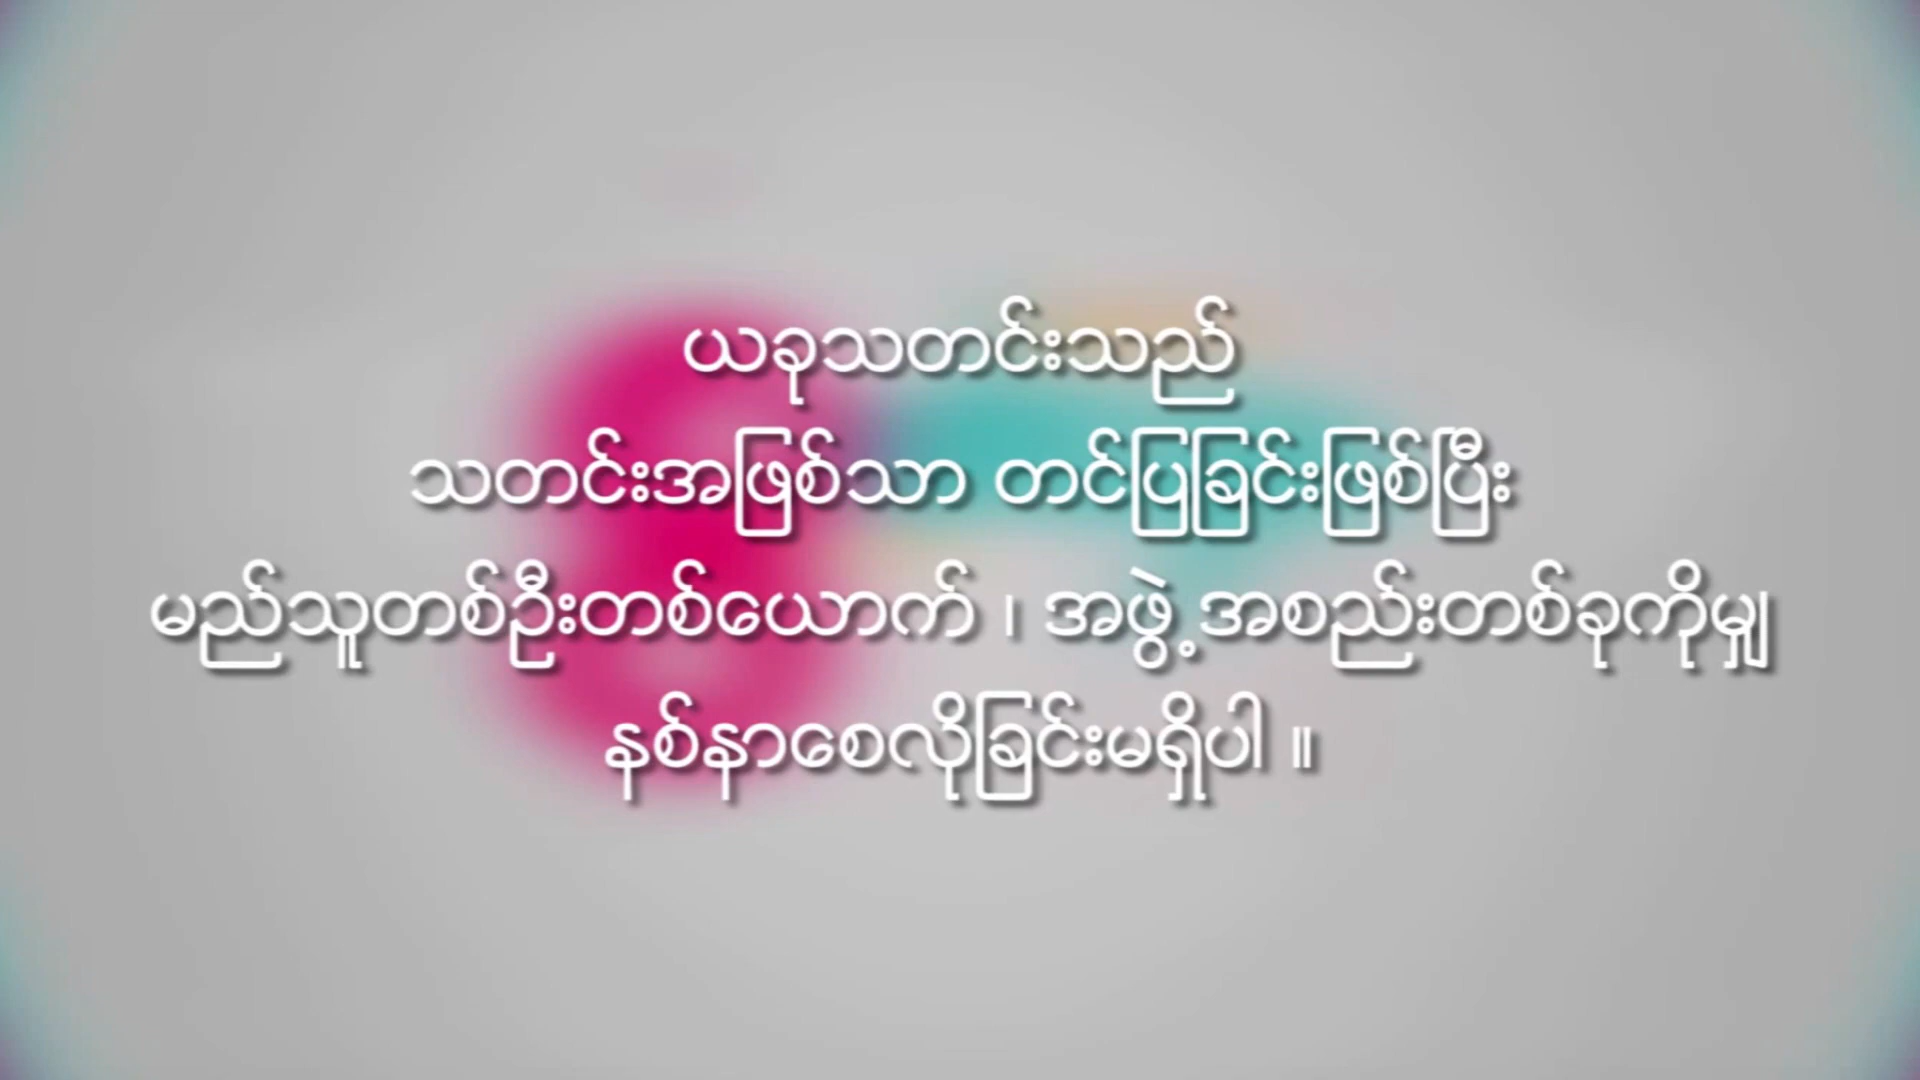 ယခုသတင်းသည်
သတင်းအဖြစ်သာ တင်ပြခြင်းဖြစ်ပြီး
မည်သူတစ်ဦးတစ်ယောက် ၊ အဖွဲ့အစည်းတစ်ခုကိုမျှ
နစ်နာစေလိုခြင်းမရှိပါ ။